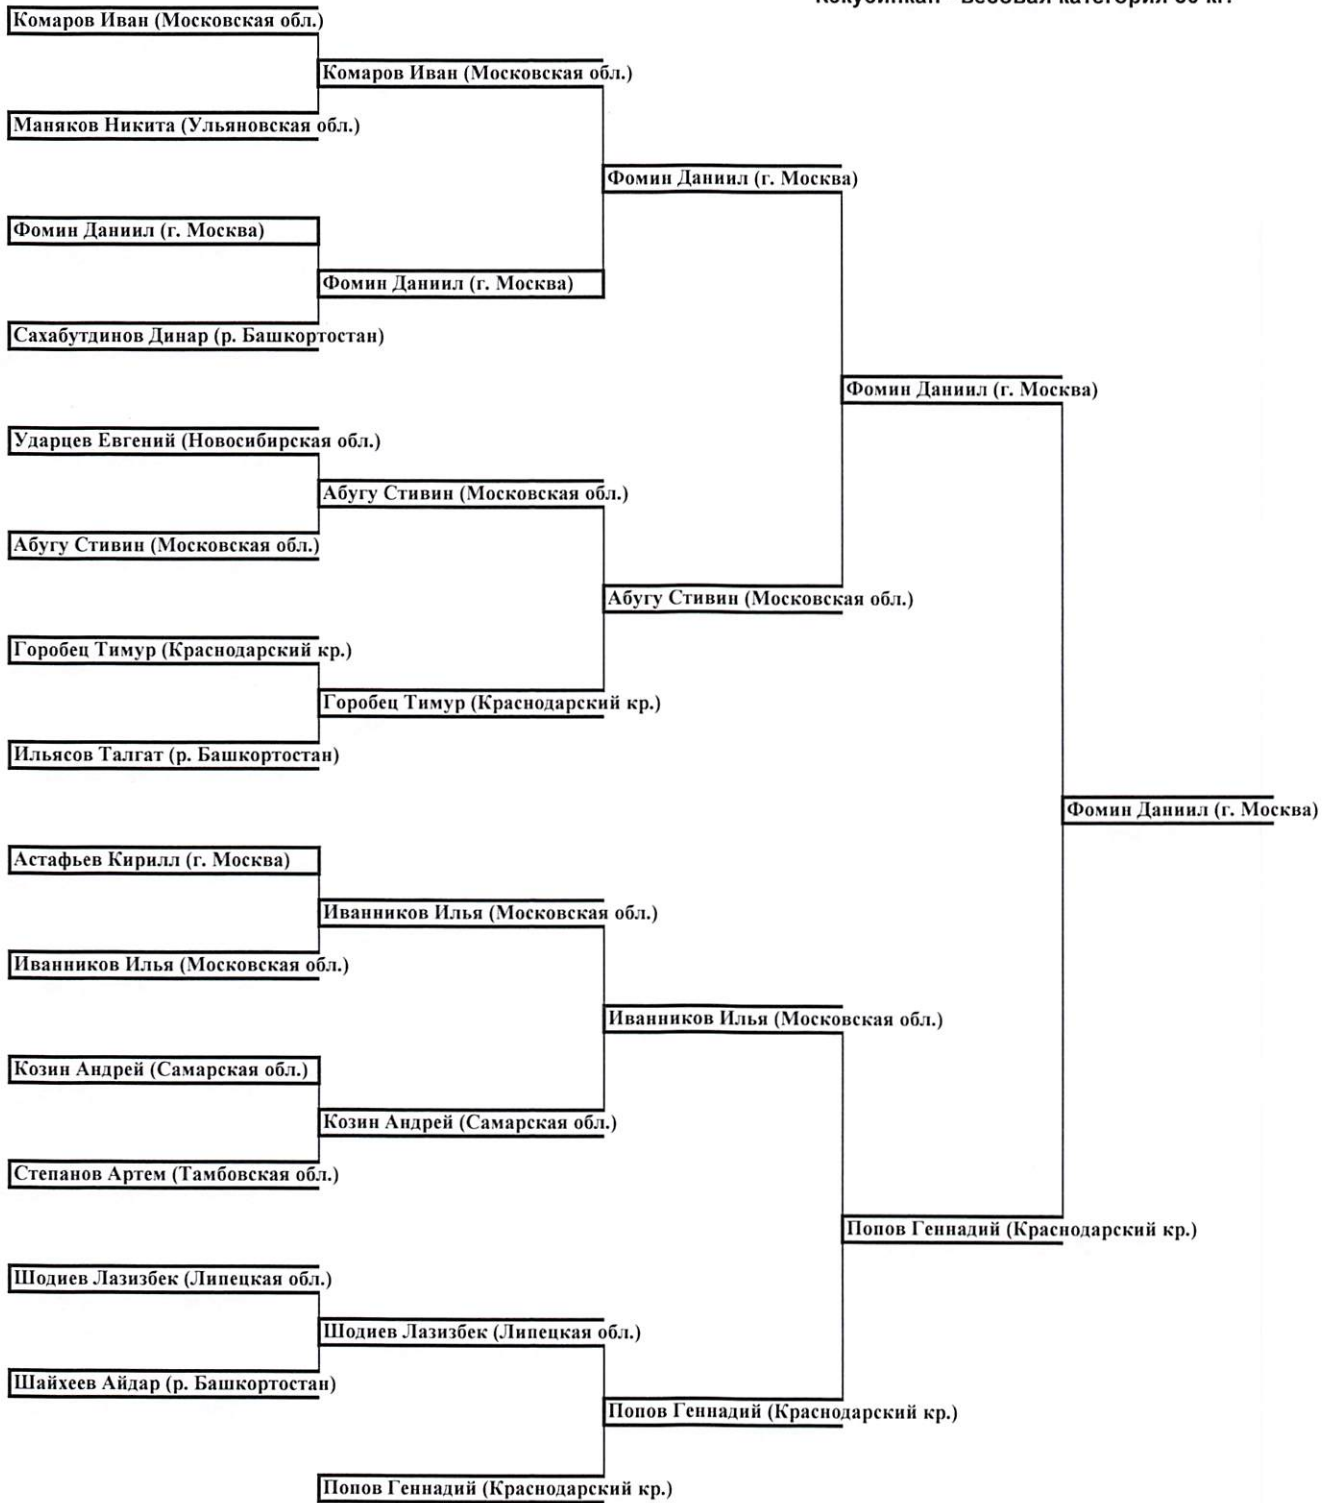 Комаров Иван (Московская обл.)
Комаров Иван (Московская обл.)
Маняков Никита (Ульяновская обл.)
Фомин Даниил (г. Москва)
Фомин Даниил (г. Москва)
Фомин Даниил (г. Москва)
Сахабутдинов Динар (р. Башкортостан)
Фомин Даниил (г. Москва)
Ударцев Евгений (Новосибирская обл.)
Абугу Стивин (Московская обл.)
Абугу Стивин (Московская обл.)
Абугу Стивин (Московская обл.)
Горобец Тимур (Краснодарский кр.)
Горобец Тимур (Краснодарский кр.)
Ильясов Талгат (р. Башкортостан)
Фомин Даниил (г. Москва)
Астафьев Кирилл (г. Москва)
Иванников Илья (Московская обл.)
Иванников Илья (Московская обл.)
Иванников Илья (Московская обл.)
Козин Андрей (Самарская обл.)
Козин Андрей (Самарская обл.)
Степанов Артем (Тамбовская обл.)
Попов Геннадий (Краснодарский кр.)
Шодиев Лазизбек (Липецкая обл.)
Шодиев Лазизбек (Липецкая обл.)
Шайхеев Айдар (р. Башкортостан)
Попов Геннадий (Краснодарский кр.)
Попов Геннадий (Краснодарский кр.)